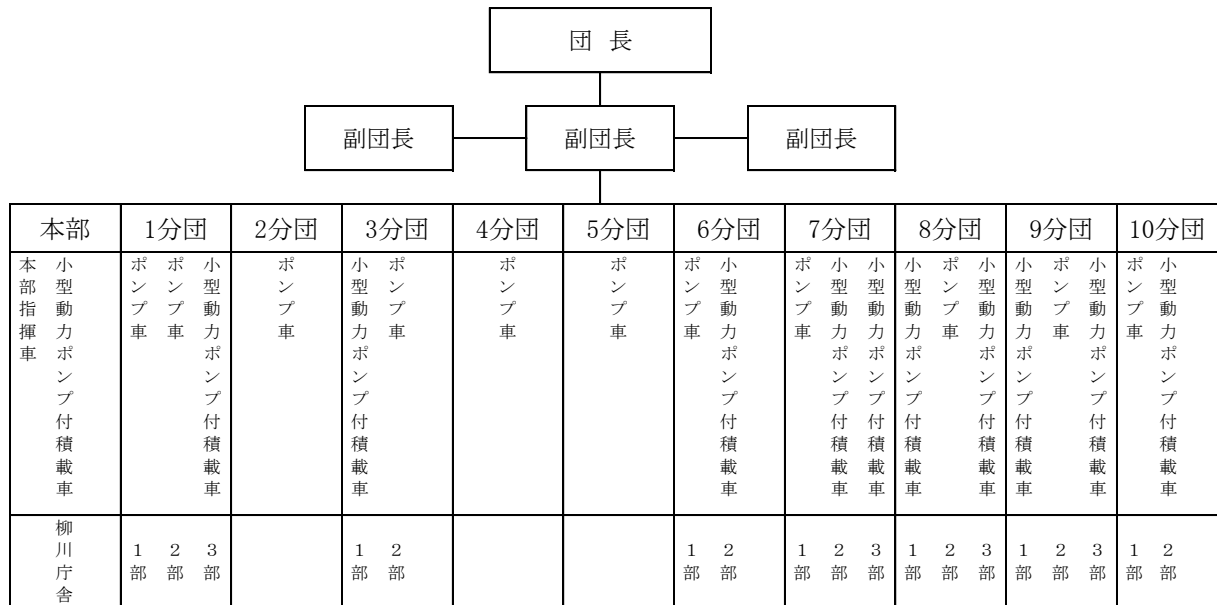 団 長
副団長
副団長
副団長
本部
1分団
2分団
3分団
4分団
5分団
6分団
7分団
8分団
9分団
10分団
本部指揮車
小型動力ポンプ付積載車
ポンプ車
ポンプ車
小型動力ポンプ付積載車
ポンプ車
小型動力ポンプ付積載車
ポンプ車
ポンプ車
ポンプ車
ポンプ車
小型動力ポンプ付積載車
ポンプ車
小型動力ポンプ付積載車
小型動力ポンプ付積載車
小型動力ポンプ付積載車
ポンプ車
小型動力ポンプ付積載車
小型動力ポンプ付積載車
ポンプ車
小型動力ポンプ付積載車
ポンプ車
小型動力ポンプ付積載車
柳川庁舎
1部
2部
3部
1部
2部
1部
2部
1部
2部
3部
1部
2部
3部
1部
2部
3部
1部
2部